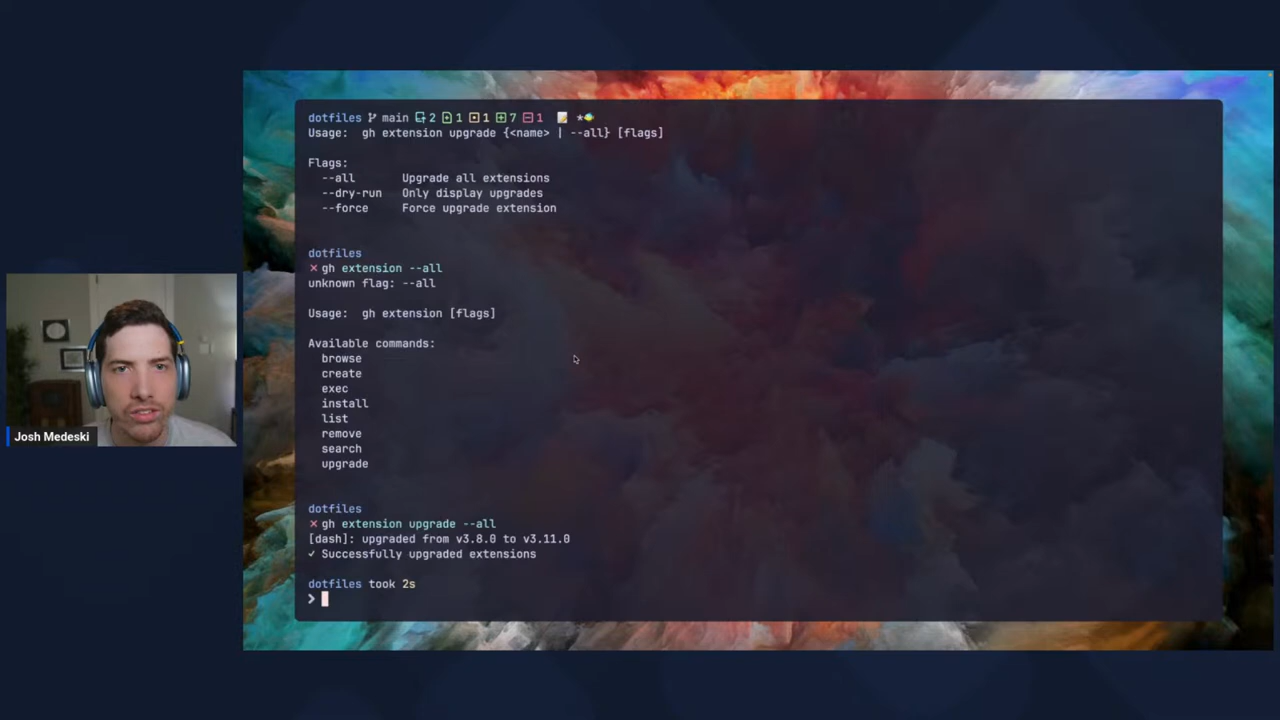 dotfiles main 2 1 1 7 1
Usage: gh extension upgrade {<name> | --all} [flags]
Flags:
--all Upgrade all extensions
--dry-run Only display upgrades
--force Force upgrade extension
dotfiles
✗ gh extension --all
unknown flag: --all
Usage: gh extension [flags]
Available commands:
browse
create
exec
install
list
remove
search
upgrade
dotfiles
✗ gh extension upgrade --all
[dash]: upgraded from v3.8.0 to v3.11.0
✓ Successfully upgraded extensions
dotfiles took 2s
❯
Josh Medeski